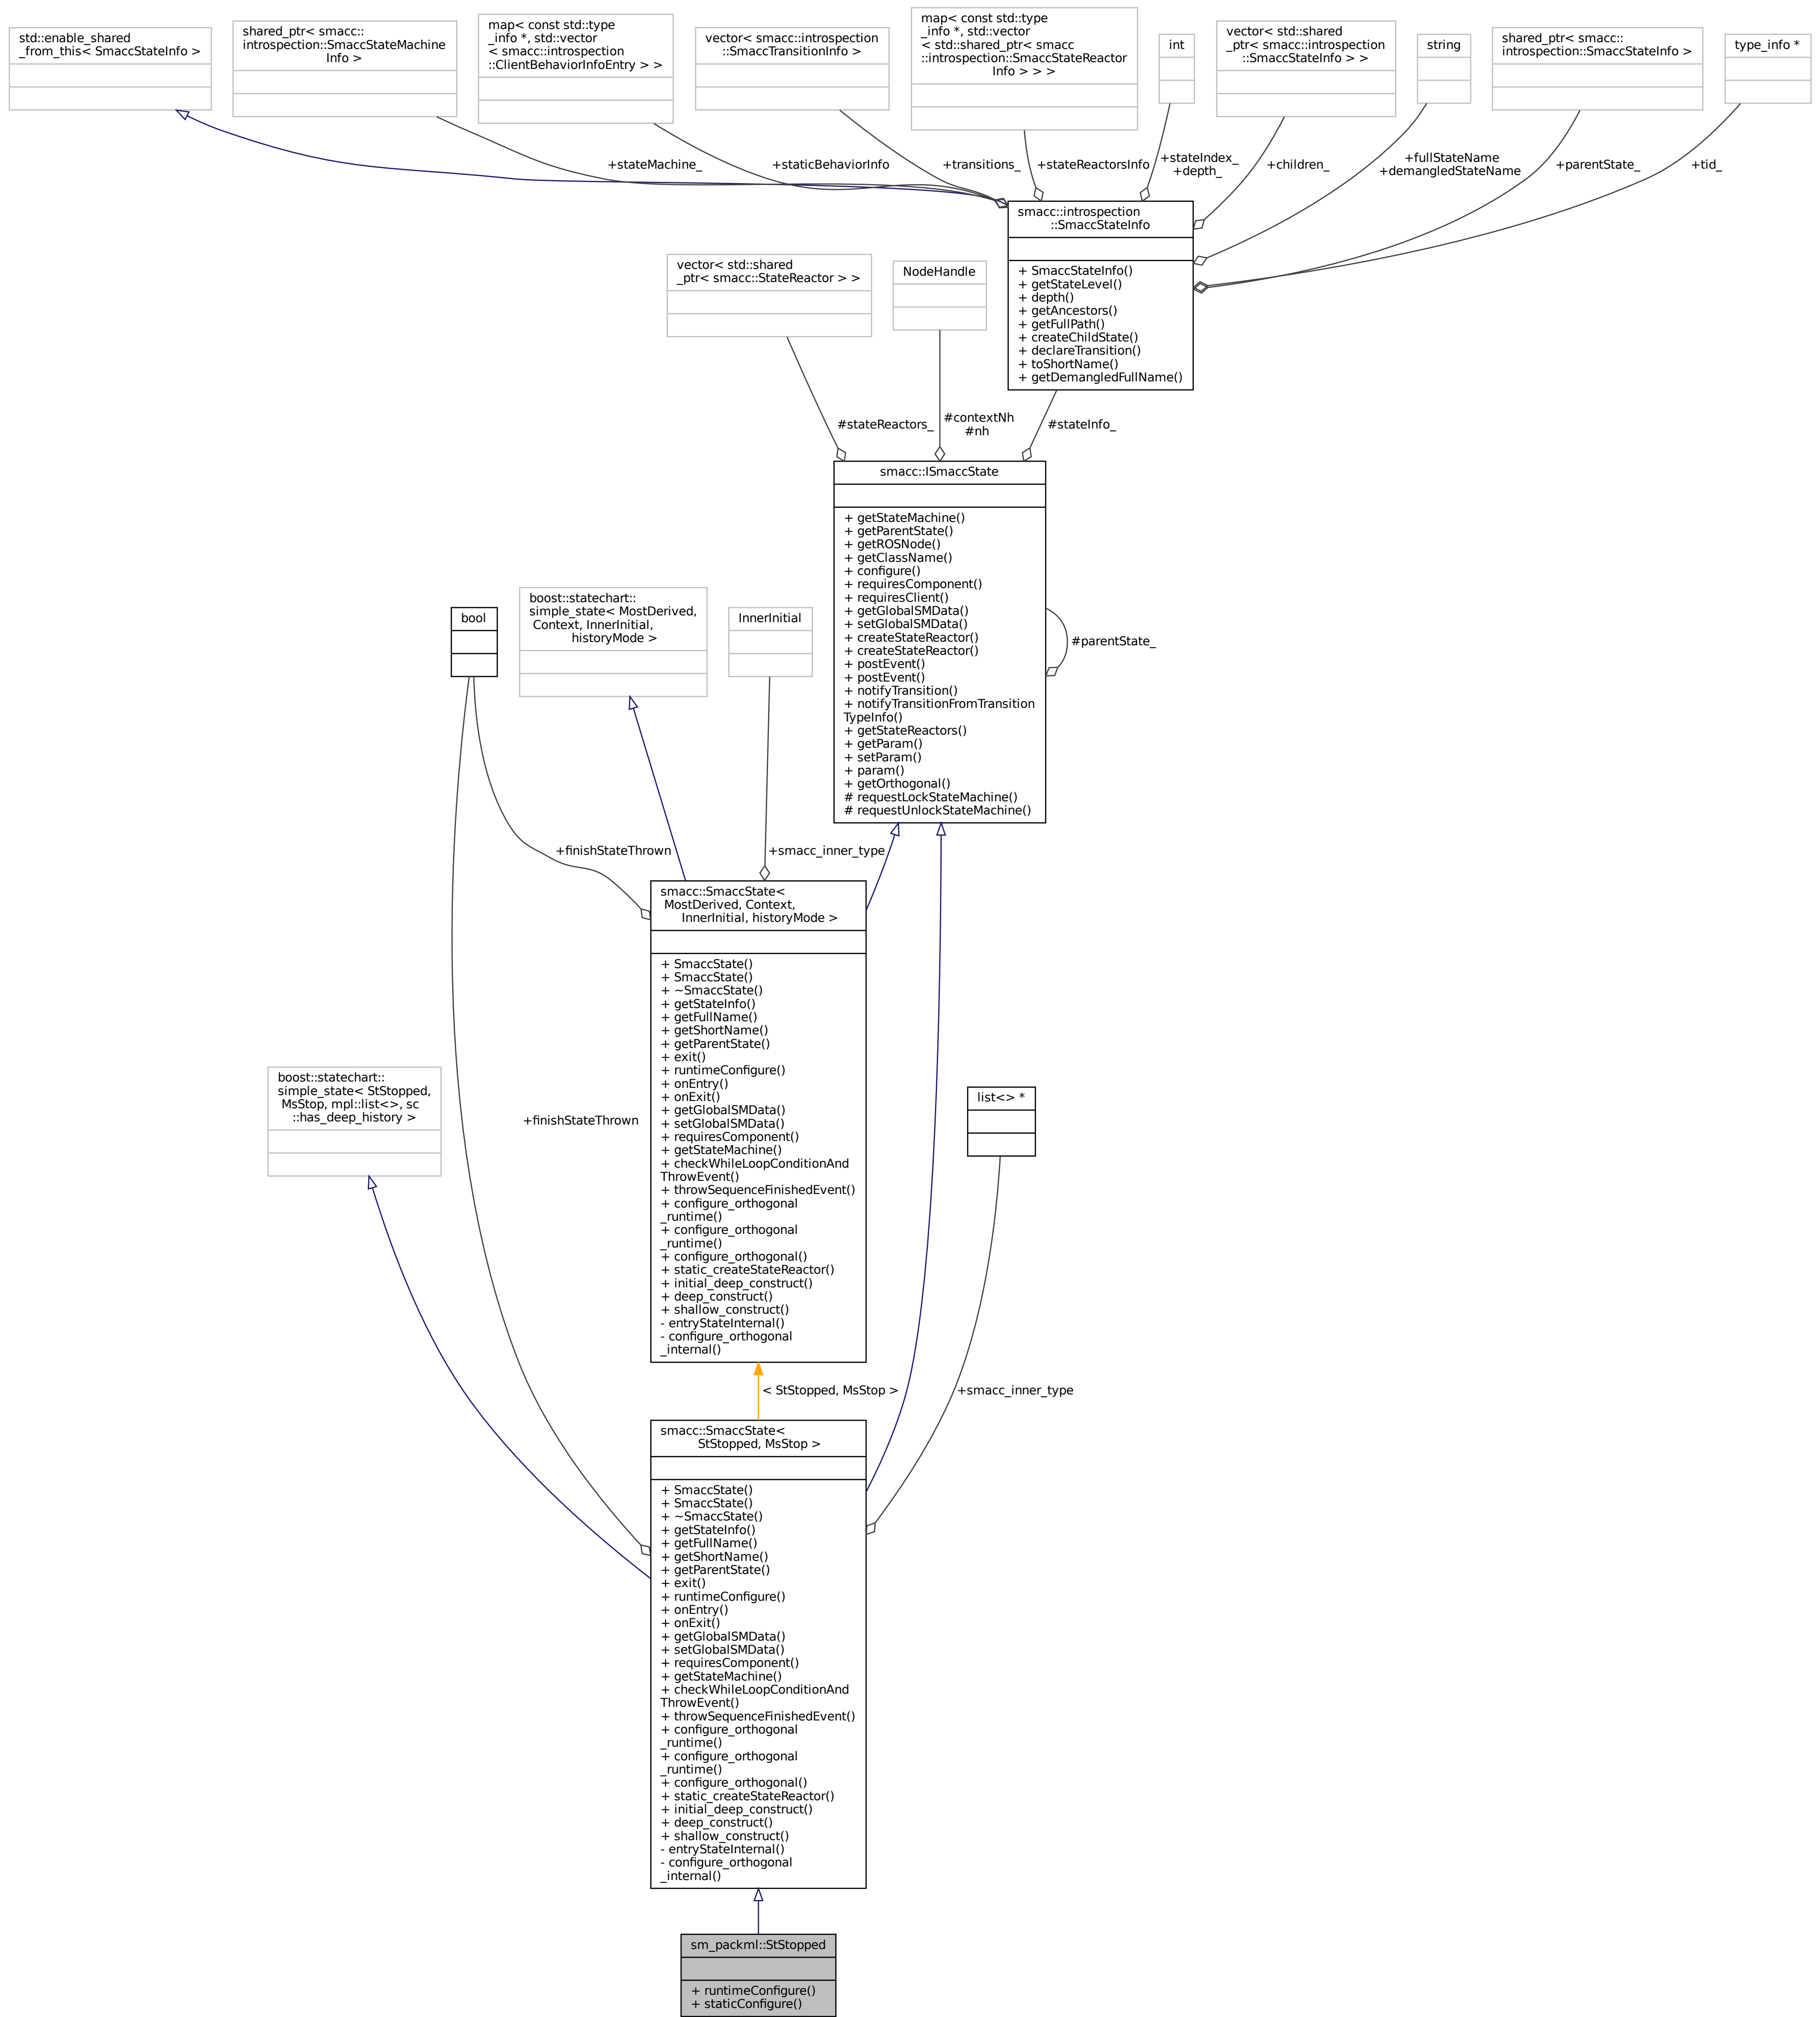 std::enable_shared
_from_this< SmaccStateInfo >
shared_ptr< smacc::
introspection::SmaccStateMachine
Info >
map< const std::type
_info *, std::vector
< smacc::introspection
::ClientBehaviorInfoEntry > >
vector< smacc::introspection
::SmaccTransitionInfo >
map< const std::type
_info *, std::vector
< std::shared_ptr< smacc
::introspection::SmaccStateReactor
Info > > >
int
vector< std::shared
_ptr< smacc::introspection
::SmaccStateInfo > >
string
shared_ptr< smacc::
introspection::SmaccStateInfo >
type_info *
+stateMachine_
+staticBehaviorInfo
+transitions_
+stateReactorsInfo
+stateIndex_
+depth_
+children_
+fullStateName
+demangledStateName
+parentState_
+tid_
smacc::introspection
::SmaccStateInfo
+ SmaccStateInfo()
+ getStateLevel()
+ depth()
+ getAncestors()
+ getFullPath()
+ createChildState()
+ declareTransition()
+ toShortName()
+ getDemangledFullName()
vector< std::shared
_ptr< smacc::StateReactor > >
NodeHandle
#stateReactors_
#contextNh
#nh
#stateInfo_
smacc::ISmaccState
+ getStateMachine()
+ getParentState()
+ getROSNode()
+ getClassName()
+ configure()
+ requiresComponent()
+ requiresClient()
+ getGlobalSMData()
+ setGlobalSMData()
+ createStateReactor()
+ createStateReactor()
+ postEvent()
+ postEvent()
+ notifyTransition()
+ notifyTransitionFromTransition
TypeInfo()
+ getStateReactors()
+ getParam()
+ setParam()
+ param()
+ getOrthogonal()
# requestLockStateMachine()
# requestUnlockStateMachine()
#parentState_
bool
boost::statechart::
simple_state< MostDerived,
Context, InnerInitial,
historyMode >
InnerInitial
+finishStateThrown
+smacc_inner_type
smacc::SmaccState<
MostDerived, Context,
InnerInitial, historyMode >
+ SmaccState()
+ SmaccState()
+ ~SmaccState()
+ getStateInfo()
+ getFullName()
+ getShortName()
+ getParentState()
+ exit()
+ runtimeConfigure()
+ onEntry()
+ onExit()
+ getGlobalSMData()
+ setGlobalSMData()
+ requiresComponent()
+ getStateMachine()
+ checkWhileLoopConditionAnd
ThrowEvent()
+ throwSequenceFinishedEvent()
+ configure_orthogonal
_runtime()
+ configure_orthogonal
_runtime()
+ configure_orthogonal()
+ static_createStateReactor()
+ initial_deep_construct()
+ deep_construct()
+ shallow_construct()
- entryStateInternal()
- configure_orthogonal
_internal()
boost::statechart::
simple_state< StStopped,
MsStop, mpl::list<>, sc
::has_deep_history >
+finishStateThrown
list<> *
< StStopped, MsStop >
+smacc_inner_type
smacc::SmaccState<
StStopped, MsStop >
+ SmaccState()
+ SmaccState()
+ ~SmaccState()
+ getStateInfo()
+ getFullName()
+ getShortName()
+ getParentState()
+ exit()
+ runtimeConfigure()
+ onEntry()
+ onExit()
+ getGlobalSMData()
+ setGlobalSMData()
+ requiresComponent()
+ getStateMachine()
+ checkWhileLoopConditionAnd
ThrowEvent()
+ throwSequenceFinishedEvent()
+ configure_orthogonal
_runtime()
+ configure_orthogonal
_runtime()
+ configure_orthogonal()
+ static_createStateReactor()
+ initial_deep_construct()
+ deep_construct()
+ shallow_construct()
- entryStateInternal()
- configure_orthogonal
_internal()
sm_packml::StStopped
+ runtimeConfigure()
+ staticConfigure()